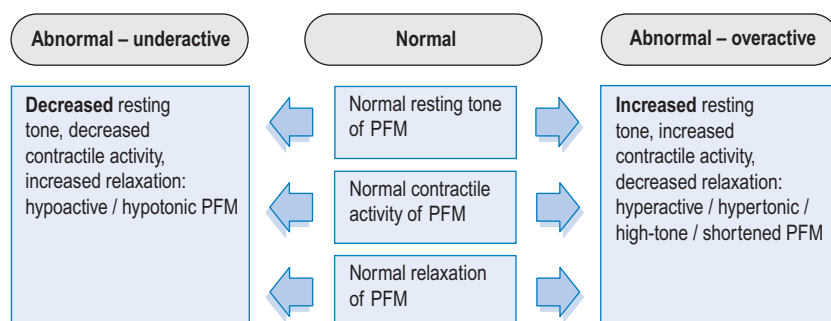 Abnormal – underactive
Normal
Abnormal – overactive
Decreased resting
tone, decreased
contractile activity,
increased relaxation:
hypoactive / hypotonic PFM
Normal resting tone
of PFM
Normal contractile
activity of PFM
Normal relaxation
of PFM
Increased resting
tone, increased
contractile activity,
decreased relaxation:
hyperactive / hypertonic /
high-tone / shortened PFM